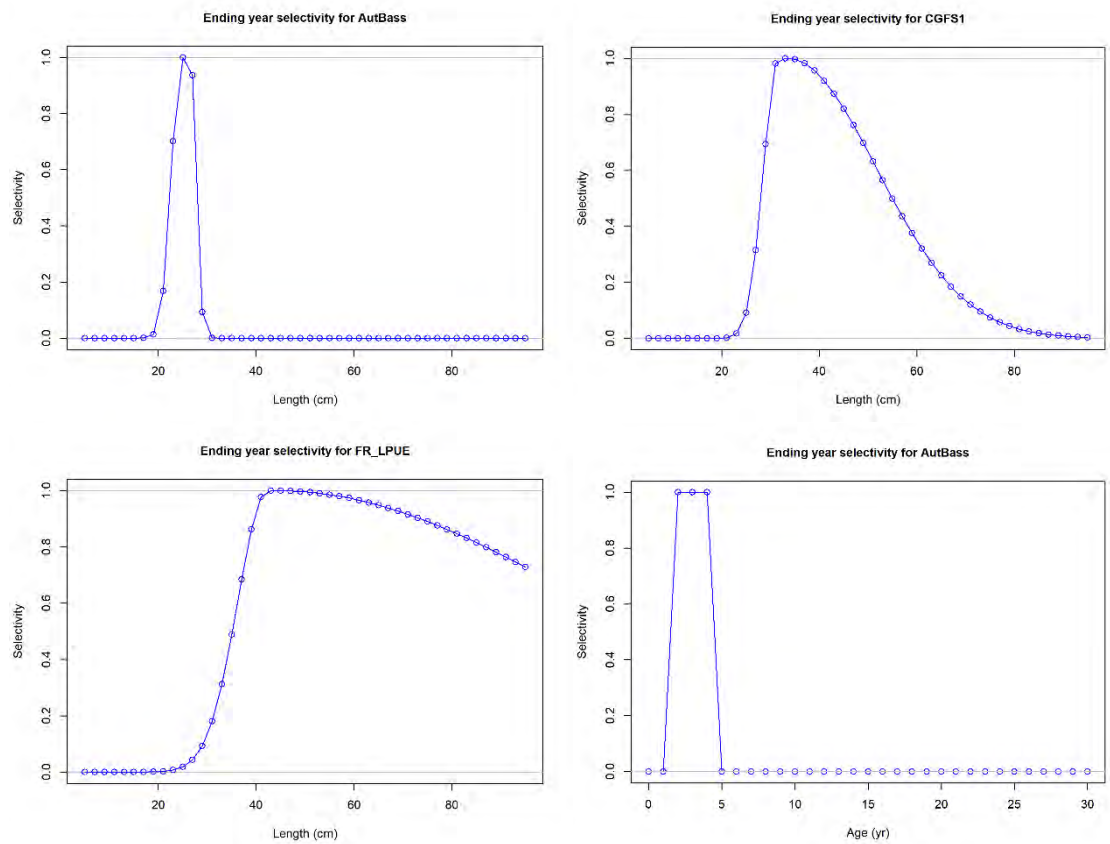 Ending year selectivity for AutBass
Selectivity
0.0 0.2 0.4 0.6 0.8 1.0
20 40 60 80
Length (cm)
Ending year selectivity for CGFS1
Selectivity
0.0 0.2 0.4 0.6 0.8 1.0
20 40 60 80
Length (cm)
Ending year selectivity for FR_LPUE
Selectivity
0.0 0.2 0.4 0.6 0.8 1.0
20 40 60 80
Length (cm)
Ending year selectivity for AutBass
Selectivity
0.0 0.2 0.4 0.6 0.8 1.0
0 5 10 15 20 25 30
Age (yr)